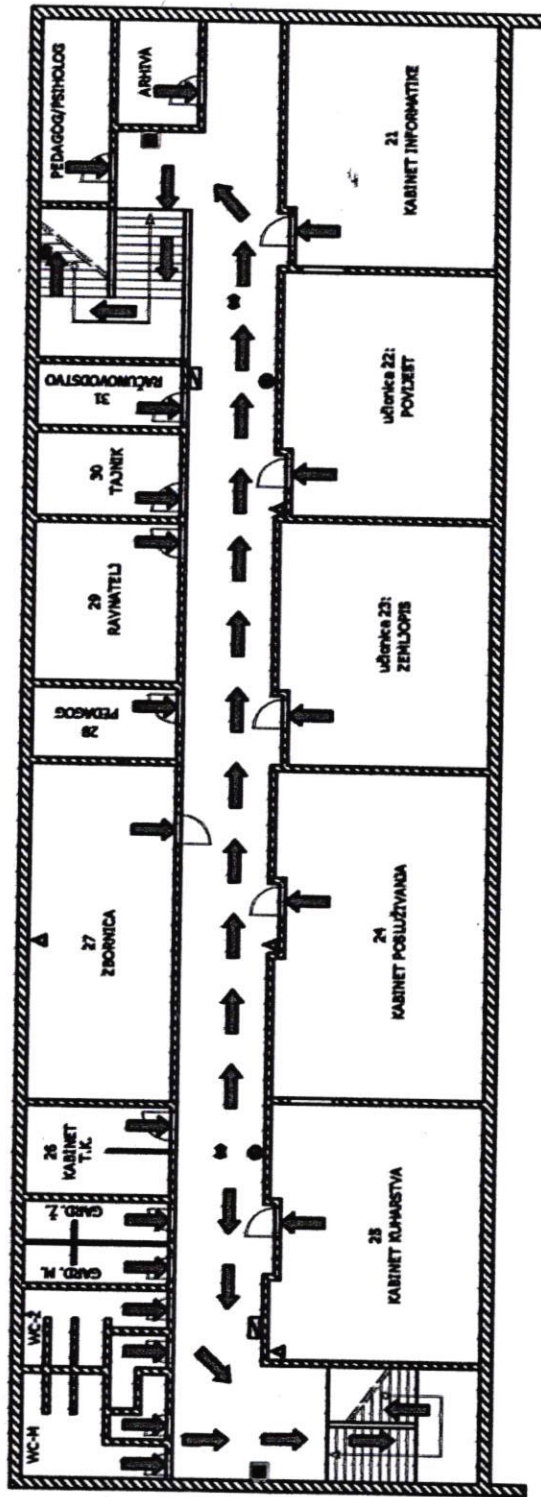 PEDAGOG/PSIHOLOG
ARHIVA
31
RAČUNOVODSTVO
30
TAJNIK
29
RAVNATELJ
28
PEDAGOG
27
ZBORNICA
26
KABINET
T.K.
GARD. Ž.
GARD. M.
WC-Ž
WC-M
21
KABINET INFORMATIKE
učionica 22:
POVIJEST
učionica 23:
ZEMLJOPIS
24
KABINET POSLUŽIVANJA
25
KABINET KUHARSTVA